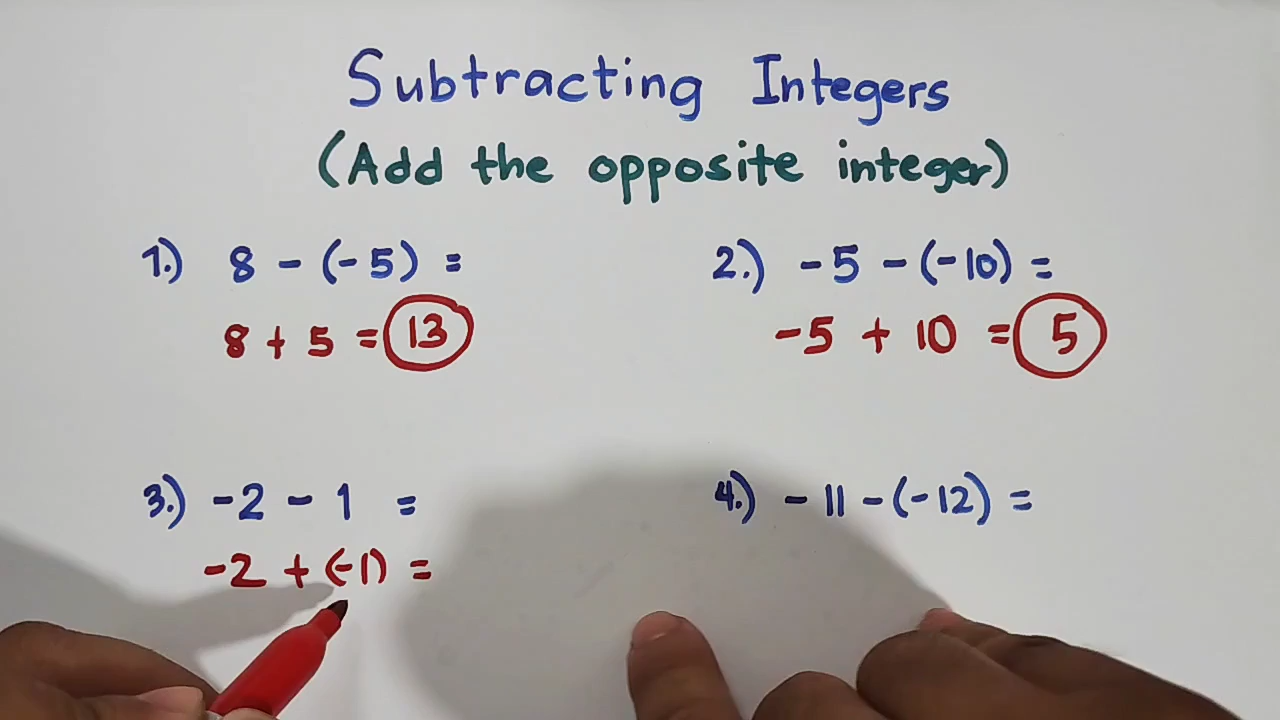 Subtracting Integers
(Add the opposite integer)
1.) 8 - (-5) =
8 + 5 = 13
2.) -5 - (-10) =
-5 + 10 = 5
3.) -2 - 1 =
-2 + (-1) =
4.) -11 - (-12) =